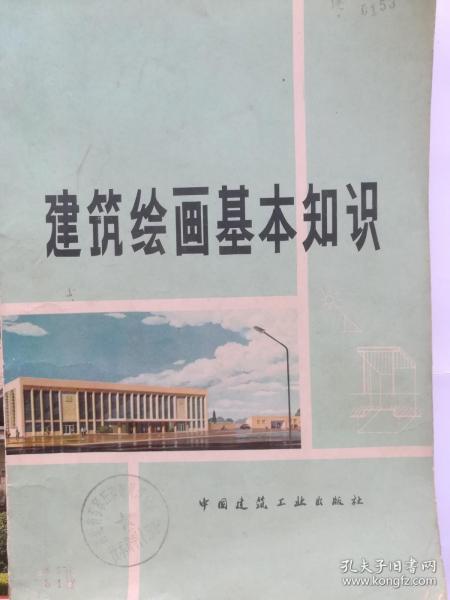 6153
建筑绘画基本知识
中国建筑工业出版社
孔夫子旧书网
kongfz.com